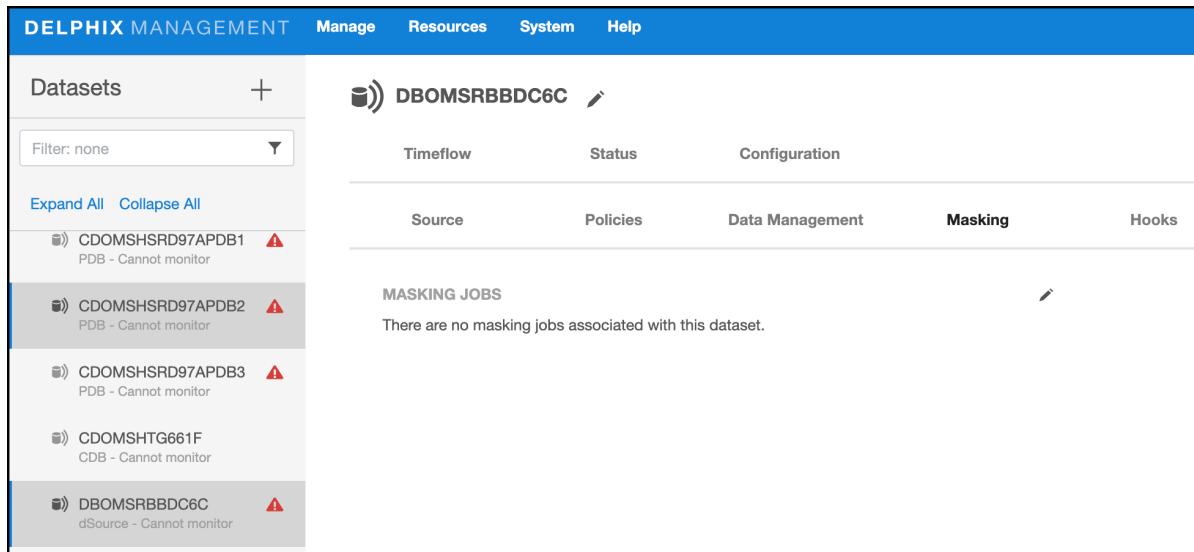 DELPHIX MANAGEMENT Manage Resources System Help
Datasets
Filter: none
Expand All Collapse All
CDOMSHSRD97APDB1
PDB - Cannot monitor
CDOMSHSRD97APDB2
PDB - Cannot monitor
CDOMSHSRD97APDB3
PDB - Cannot monitor
CDOMSHTG661F
CDB - Cannot monitor
DBOMSRBBDC6C
dSource - Cannot monitor
DBOMSRBBDC6C
Timeflow Status Configuration
Source Policies Data Management Masking Hooks
MASKING JOBS
There are no masking jobs associated with this dataset.